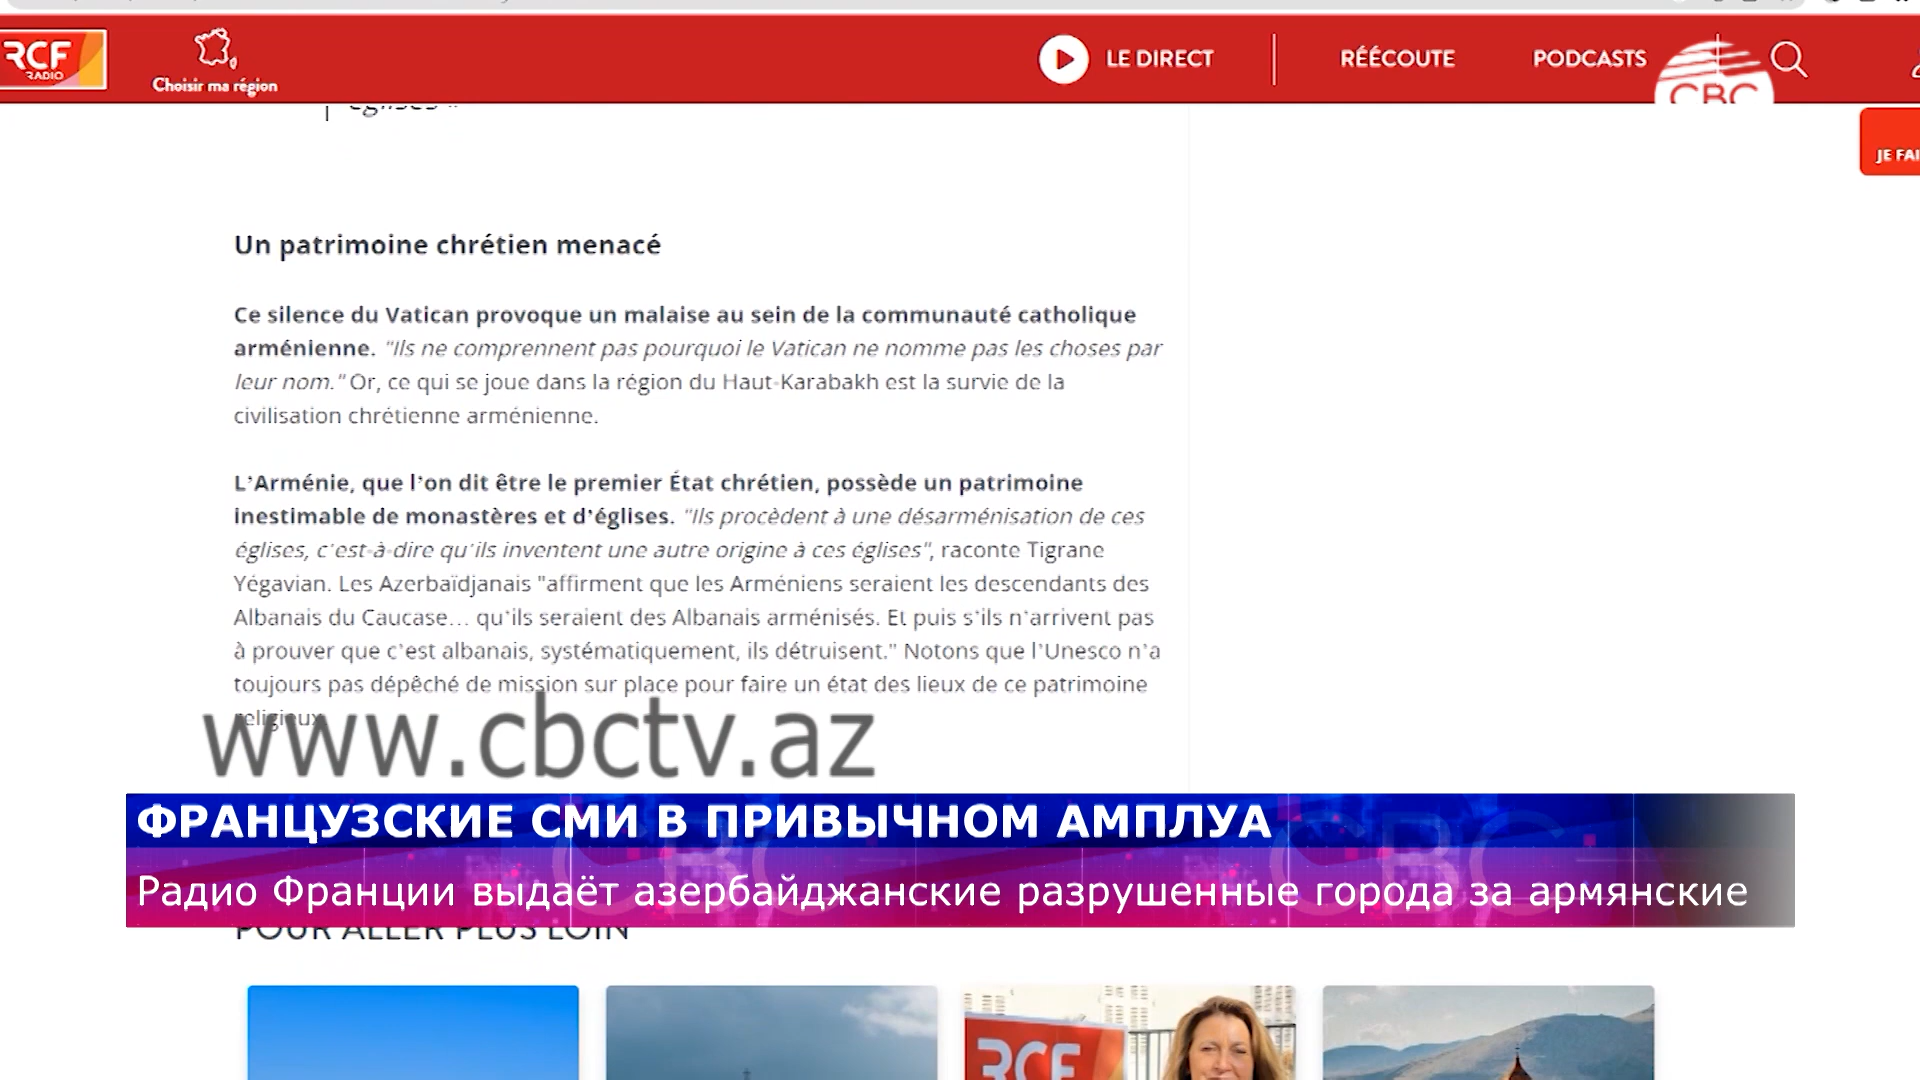 RCF
RADIO
Choisir ma région
LE DIRECT
RÉÉCOUTE
PODCASTS
CBC
JE FAI
églises "
Un patrimoine chrétien menacé
Ce silence du Vatican provoque un malaise au sein de la communauté catholique
arménienne. "Ils ne comprennent pas pourquoi le Vatican ne nomme pas les choses par
leur nom." Or, ce qui se joue dans la région du Haut-Karabakh est la survie de la
civilisation chrétienne arménienne.
L'Arménie, que l'on dit être le premier État chrétien, possède un patrimoine
inestimable de monastères et d'églises. "Ils procèdent à une désarménisation de ces
églises, c'est-à-dire qu'ils inventent une autre origine à ces églises", raconte Tigrane
Yégavian. Les Azerbaïdjanais "affirment que les Arméniens seraient les descendants des
Albanais du Caucase… qu'ils seraient des Albanais arménisés. Et puis s'ils n'arrivent pas
à prouver que c'est albanais, systématiquement, ils détruisent." Notons que l'Unesco n'a
toujours pas dépêché de mission sur place pour faire un état des lieux de ce patrimoine
religieux.
www.cbctv.az
ФРАНЦУЗСКИЕ СМИ В ПРИВЫЧНОМ АМПЛУА
Радио Франции выдаёт азербайджанские разрушенные города за армянские
POUR ALLER PLUS LOIN
RCF